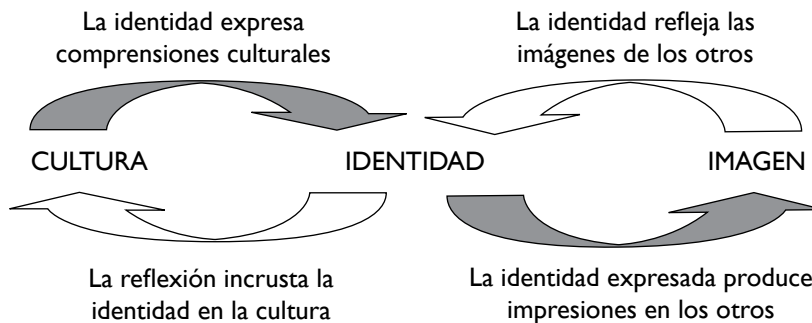 La identidad expresa
comprensiones culturales
La identidad refleja las
imágenes de los otros
CULTURA
IDENTIDAD
IMAGEN
La reflexión incrusta la
identidad en la cultura
La identidad expresada produce
impresiones en los otros